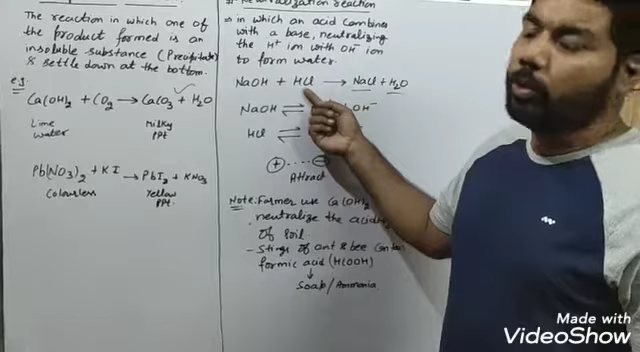 The reaction in which one of
the product formed is an
insoluble substance (Precipitate)
& settle down at the bottom.
eg.
Ca(OH)2 + CO2 → CaCO3 + H2O
Lime water
Milky PPt
Pb(NO3)2 + KI → PbI2 + KNO3
Colourless
Yellow PPt.
Neutralization reaction
⇒ in which an acid combine
with a base, neutralizing
the H+ ion with OH- ion
to form water.
NaOH + HCl → NaCl + H2O
NaOH ⇌ OH-
HCl ⇌
+ .... -
Attract
Note: Farmer use Ca(OH)2
neutralize the
of soil.
- Stings of ant & bee
formic acid (HCOOH)
↓
Soap / Ammonia
Made with
VideoShow